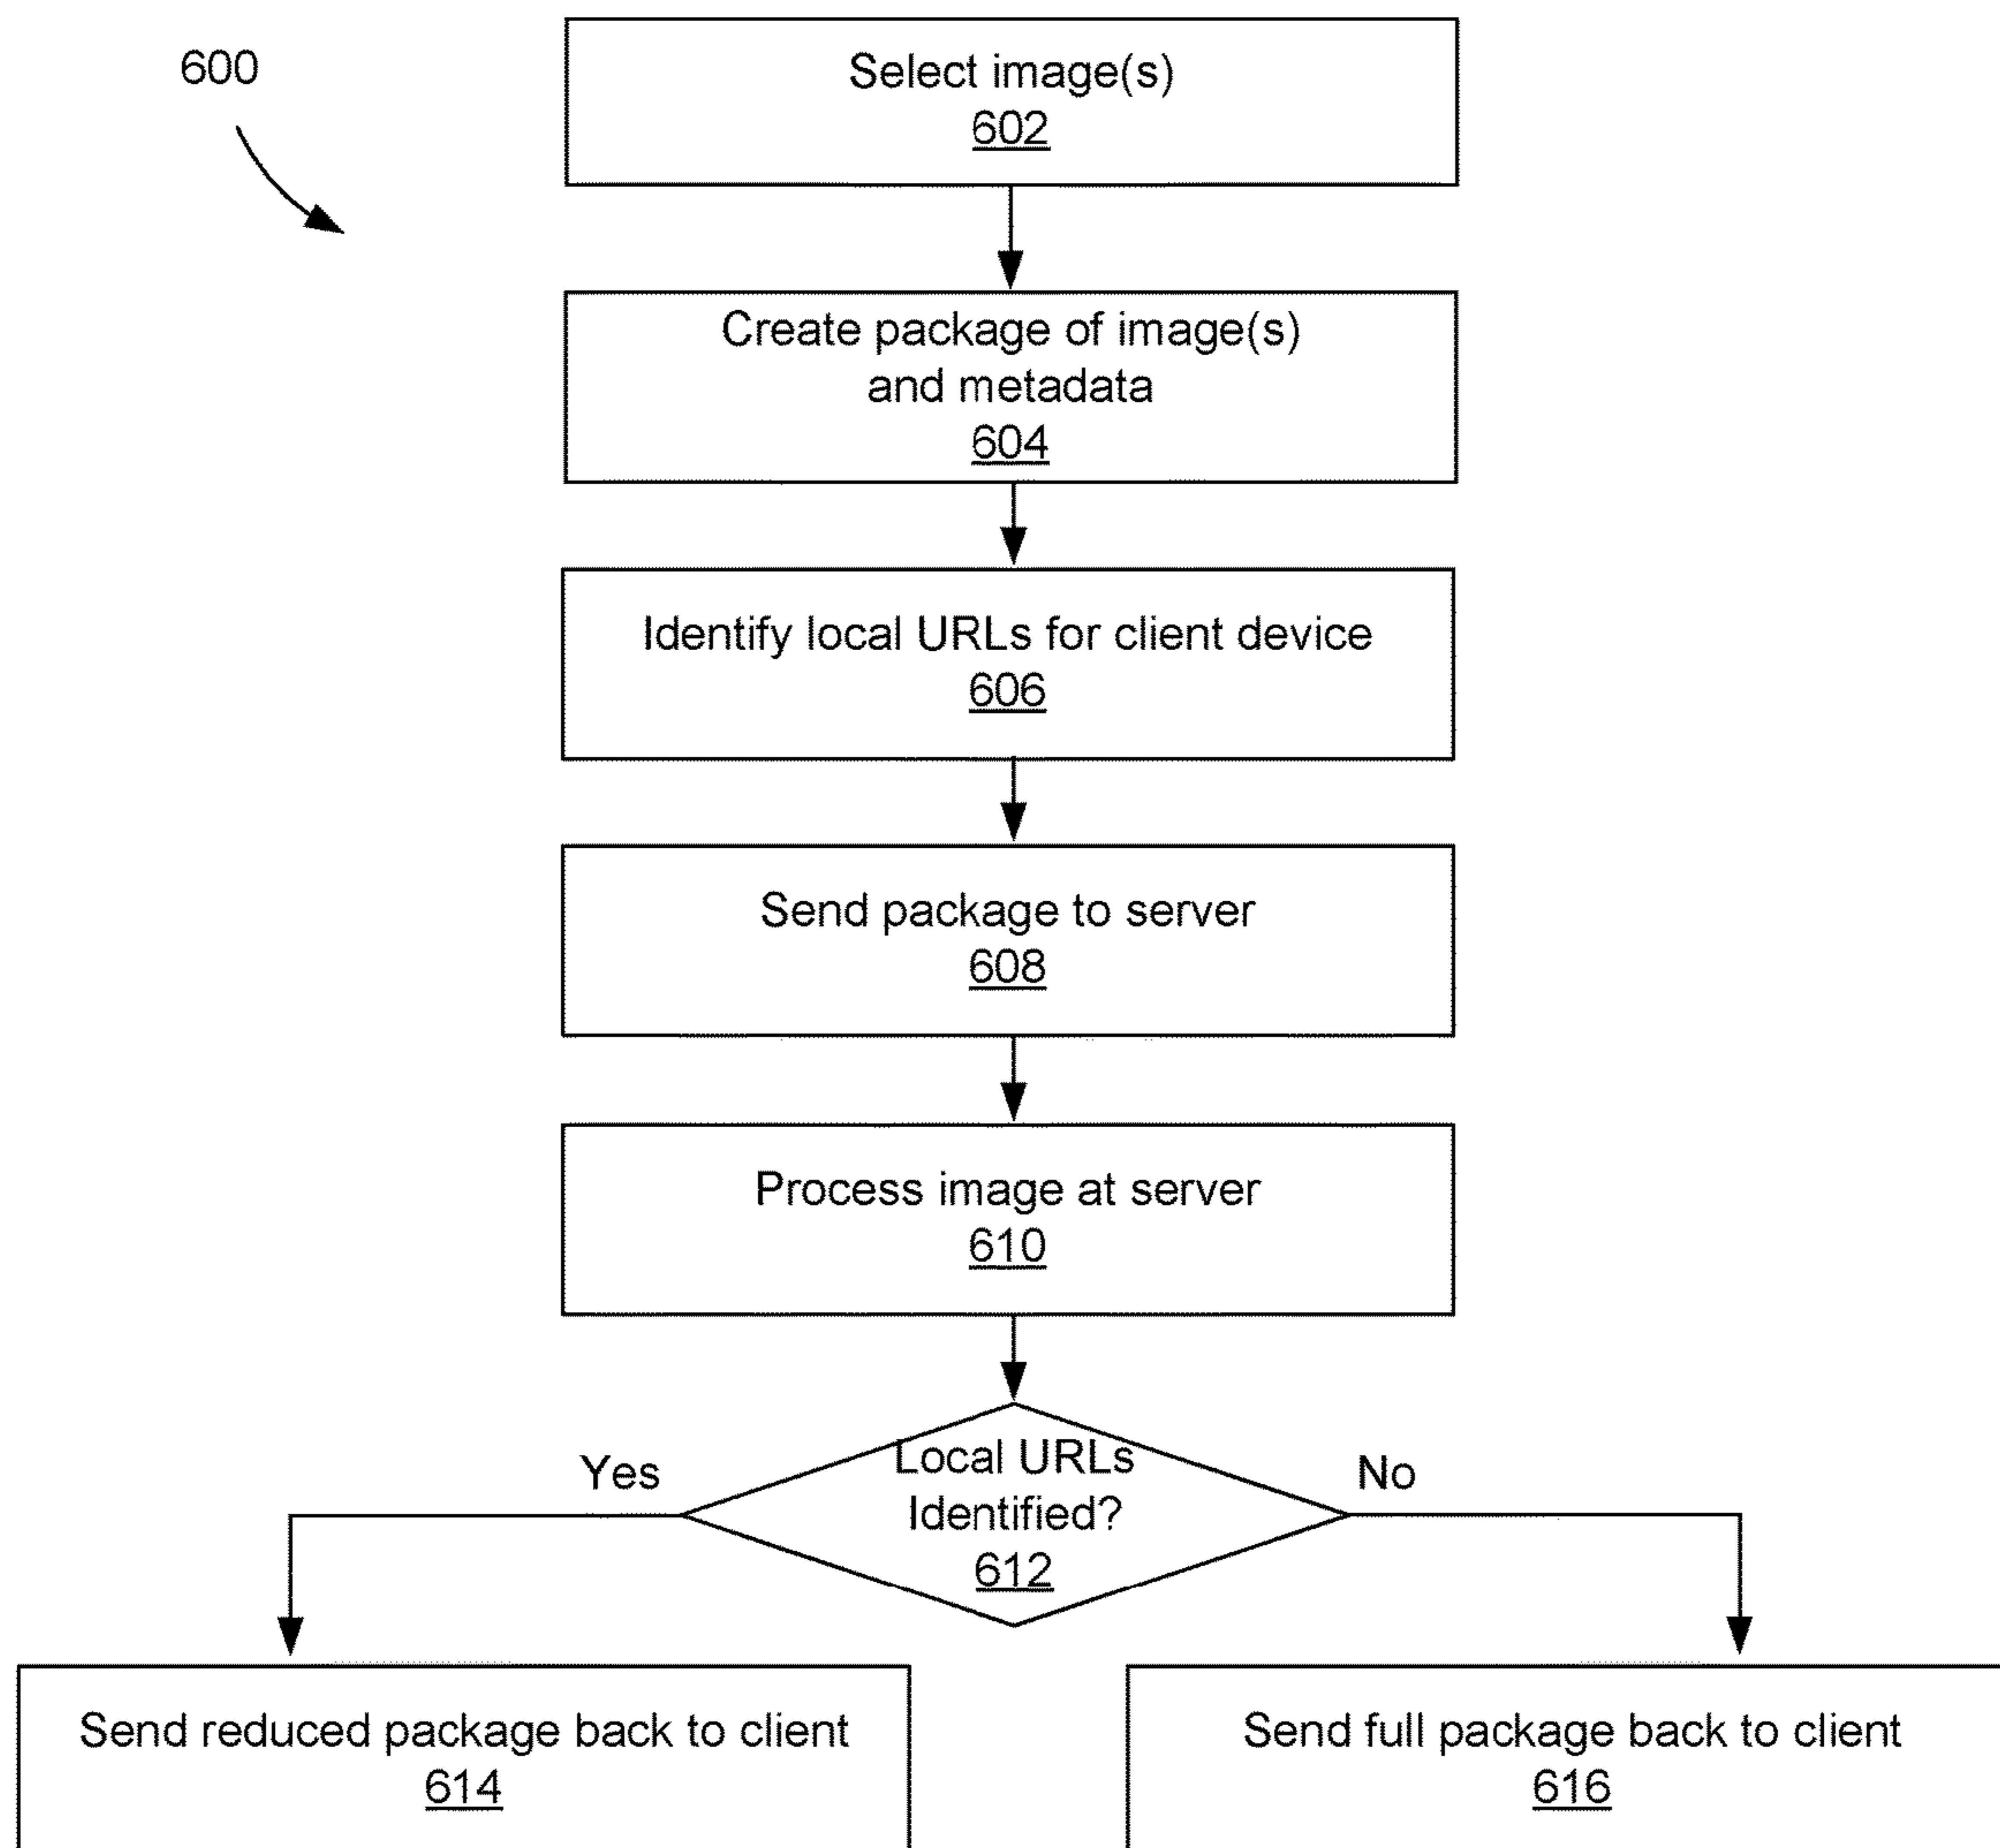 600
Select image(s)
602
Create package of image(s)
and metadata
604
Identify local URLs for client device
606
Send package to server
608
Process image at server
610
Local URLs
Identified?
612
Yes
No
Send reduced package back to client
614
Send full package back to client
616